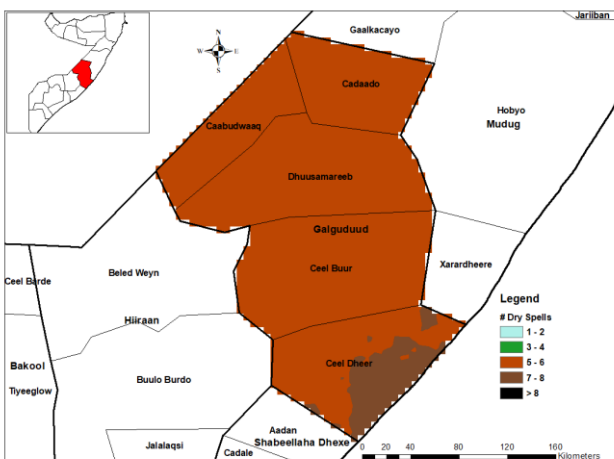 Jariiban
Gaalkacayo
N
W E
S
Cadaado
Hobyo
Mudug
Caabudwaaq
Dhuusamareeb
Galguduud
Ceel Buur
Xarardheere
Ceel Barde
Beled Weyn
Hiiraan
Legend
# Dry Spells
1 - 2
3 - 4
5 - 6
7 - 8
> 8
Bakool
Tiyeeglow
Buulo Burdo
Ceel Dheer
Aadan
Shabeellaha Dhexe
Jalalaqsi
Cadale
0 20 40 80 120 160
Kilometers